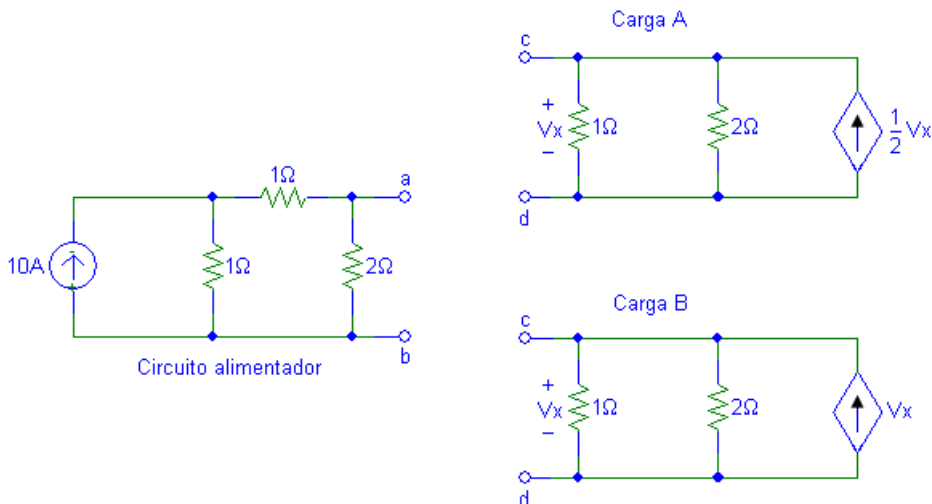 Circuito alimentador
10A
1Ω
1Ω
2Ω
a
b
Carga A
c
+
Vx
−
1Ω
2Ω
1/2 Vx
d
Carga B
c
+
Vx
−
1Ω
2Ω
Vx
d